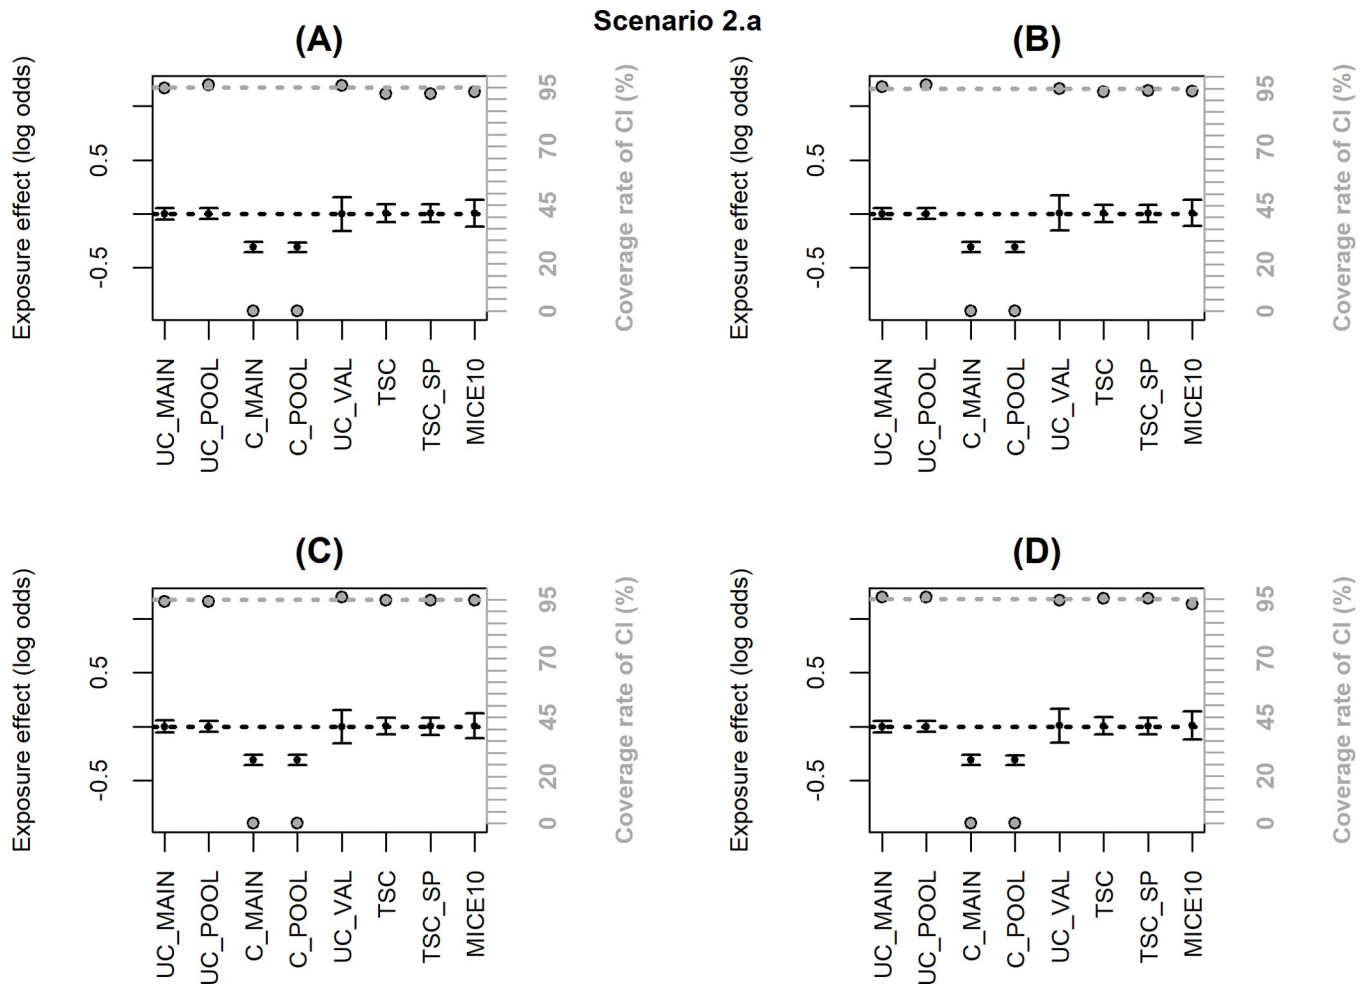 Scenario 2.a
(A)
Exposure effect (log odds)
0.5
-0.5
95
70
45
20
0
Coverage rate of CI (%)
UC_MAIN
UC_POOL
C_MAIN
C_POOL
UC_VAL
TSC
TSC_SP
MICE10
(B)
Exposure effect (log odds)
0.5
-0.5
95
70
45
20
0
Coverage rate of CI (%)
UC_MAIN
UC_POOL
C_MAIN
C_POOL
UC_VAL
TSC
TSC_SP
MICE10
(C)
Exposure effect (log odds)
0.5
-0.5
95
70
45
20
0
Coverage rate of CI (%)
UC_MAIN
UC_POOL
C_MAIN
C_POOL
UC_VAL
TSC
TSC_SP
MICE10
(D)
Exposure effect (log odds)
0.5
-0.5
95
70
45
20
0
Coverage rate of CI (%)
UC_MAIN
UC_POOL
C_MAIN
C_POOL
UC_VAL
TSC
TSC_SP
MICE10